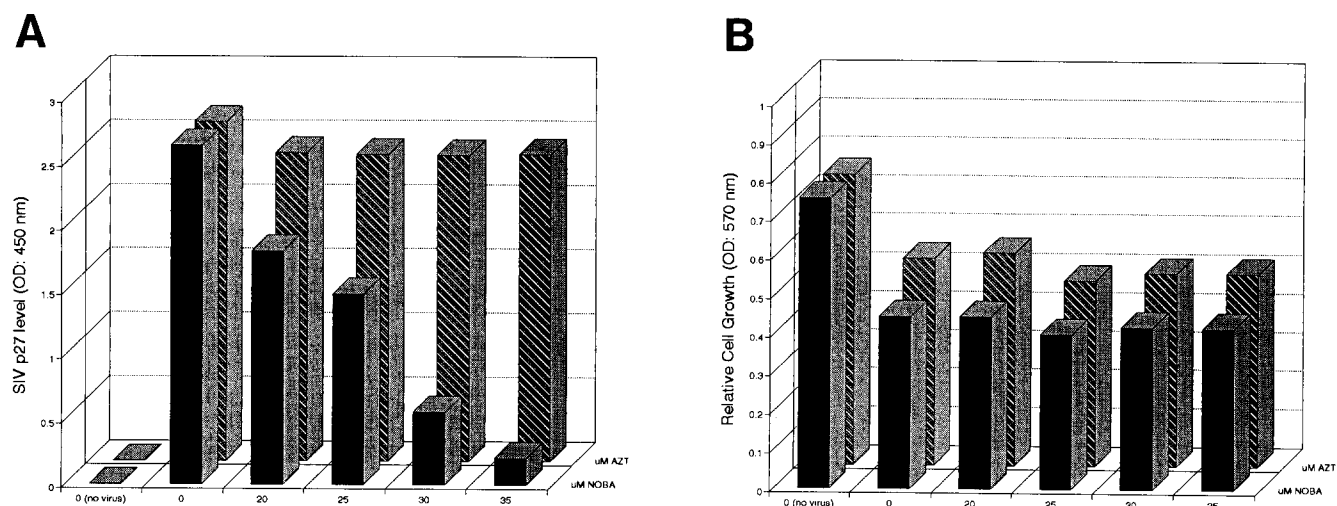 A
SIV p27 level (OD: 450 nm)
3
2.5
2
1.5
1
0.5
0
0 (no virus)
0
20
25
30
35
uM AZT
uM NOBA
B
Relative Cell Growth (OD: 570 nm)
1
0.9
0.8
0.7
0.6
0.5
0.4
0.3
0.2
0.1
0
0 (no virus)
0
20
25
30
35
uM AZT
uM NOBA